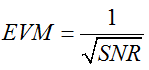 EVM = 1/√SNR